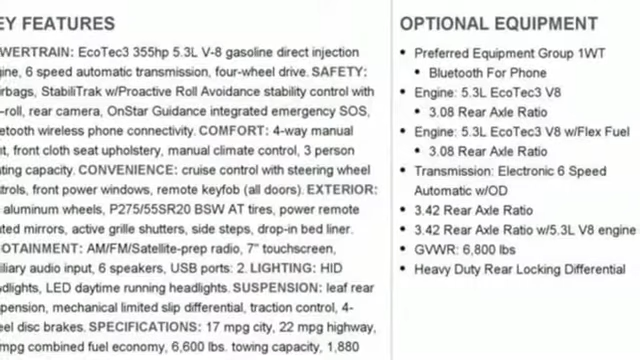 EY FEATURES
WERTRAIN: EcoTec3 355hp 5.3L V-8 gasoline direct injection
gine, 6 speed automatic transmission, four-wheel drive. SAFETY:
irbags, StabiliTrak w/Proactive Roll Avoidance stability control with
-roll, rear camera, OnStar Guidance integrated emergency SOS,
etooth wireless phone connectivity. COMFORT: 4-way manual
t, front cloth seat upholstery, manual climate control, 3 person
ting capacity. CONVENIENCE: cruise control with steering wheel
trols, front power windows, remote keyfob (all doors). EXTERIOR:
aluminum wheels, P275/55SR20 BSW AT tires, power remote
ted mirrors, active grille shutters, side steps, drop-in bed liner.
OTAINMENT: AM/FM/Satellite-prep radio, 7" touchscreen,
iliary audio input, 6 speakers, USB ports: 2. LIGHTING: HID
adlights, LED daytime running headlights. SUSPENSION: leaf rear
pension, mechanical limited slip differential, traction control, 4-
eel disc brakes. SPECIFICATIONS: 17 mpg city, 22 mpg highway,
mpg combined fuel economy, 6,600 lbs. towing capacity, 1,880
OPTIONAL EQUIPMENT
• Preferred Equipment Group 1WT
• Bluetooth For Phone
• Engine: 5.3L EcoTec3 V8
• 3.08 Rear Axle Ratio
• Engine: 5.3L EcoTec3 V8 w/Flex Fuel
• 3.08 Rear Axle Ratio
• Transmission: Electronic 6 Speed
Automatic w/OD
• 3.42 Rear Axle Ratio
• 3.42 Rear Axle Ratio w/5.3L V8 engine
• GVWR: 6,800 lbs
• Heavy Duty Rear Locking Differential